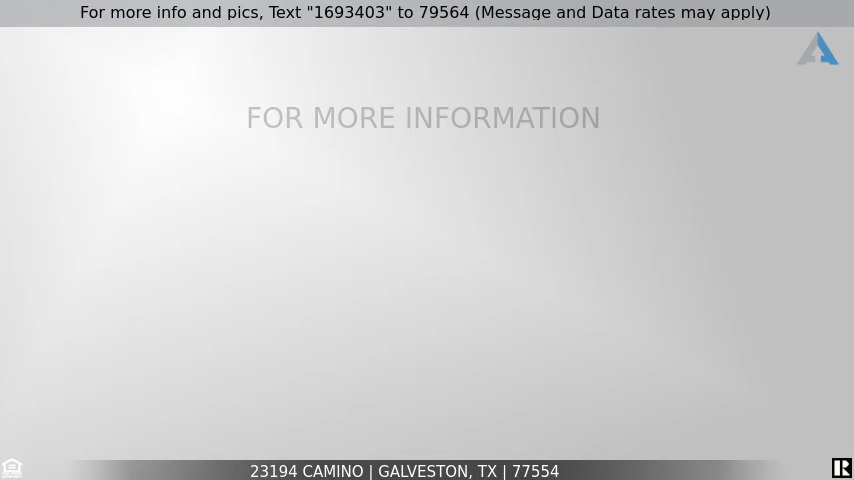 For more info and pics, Text "1693403" to 79564 (Message and Data rates may apply)
FOR MORE INFORMATION
23194 CAMINO | GALVESTON, TX | 77554